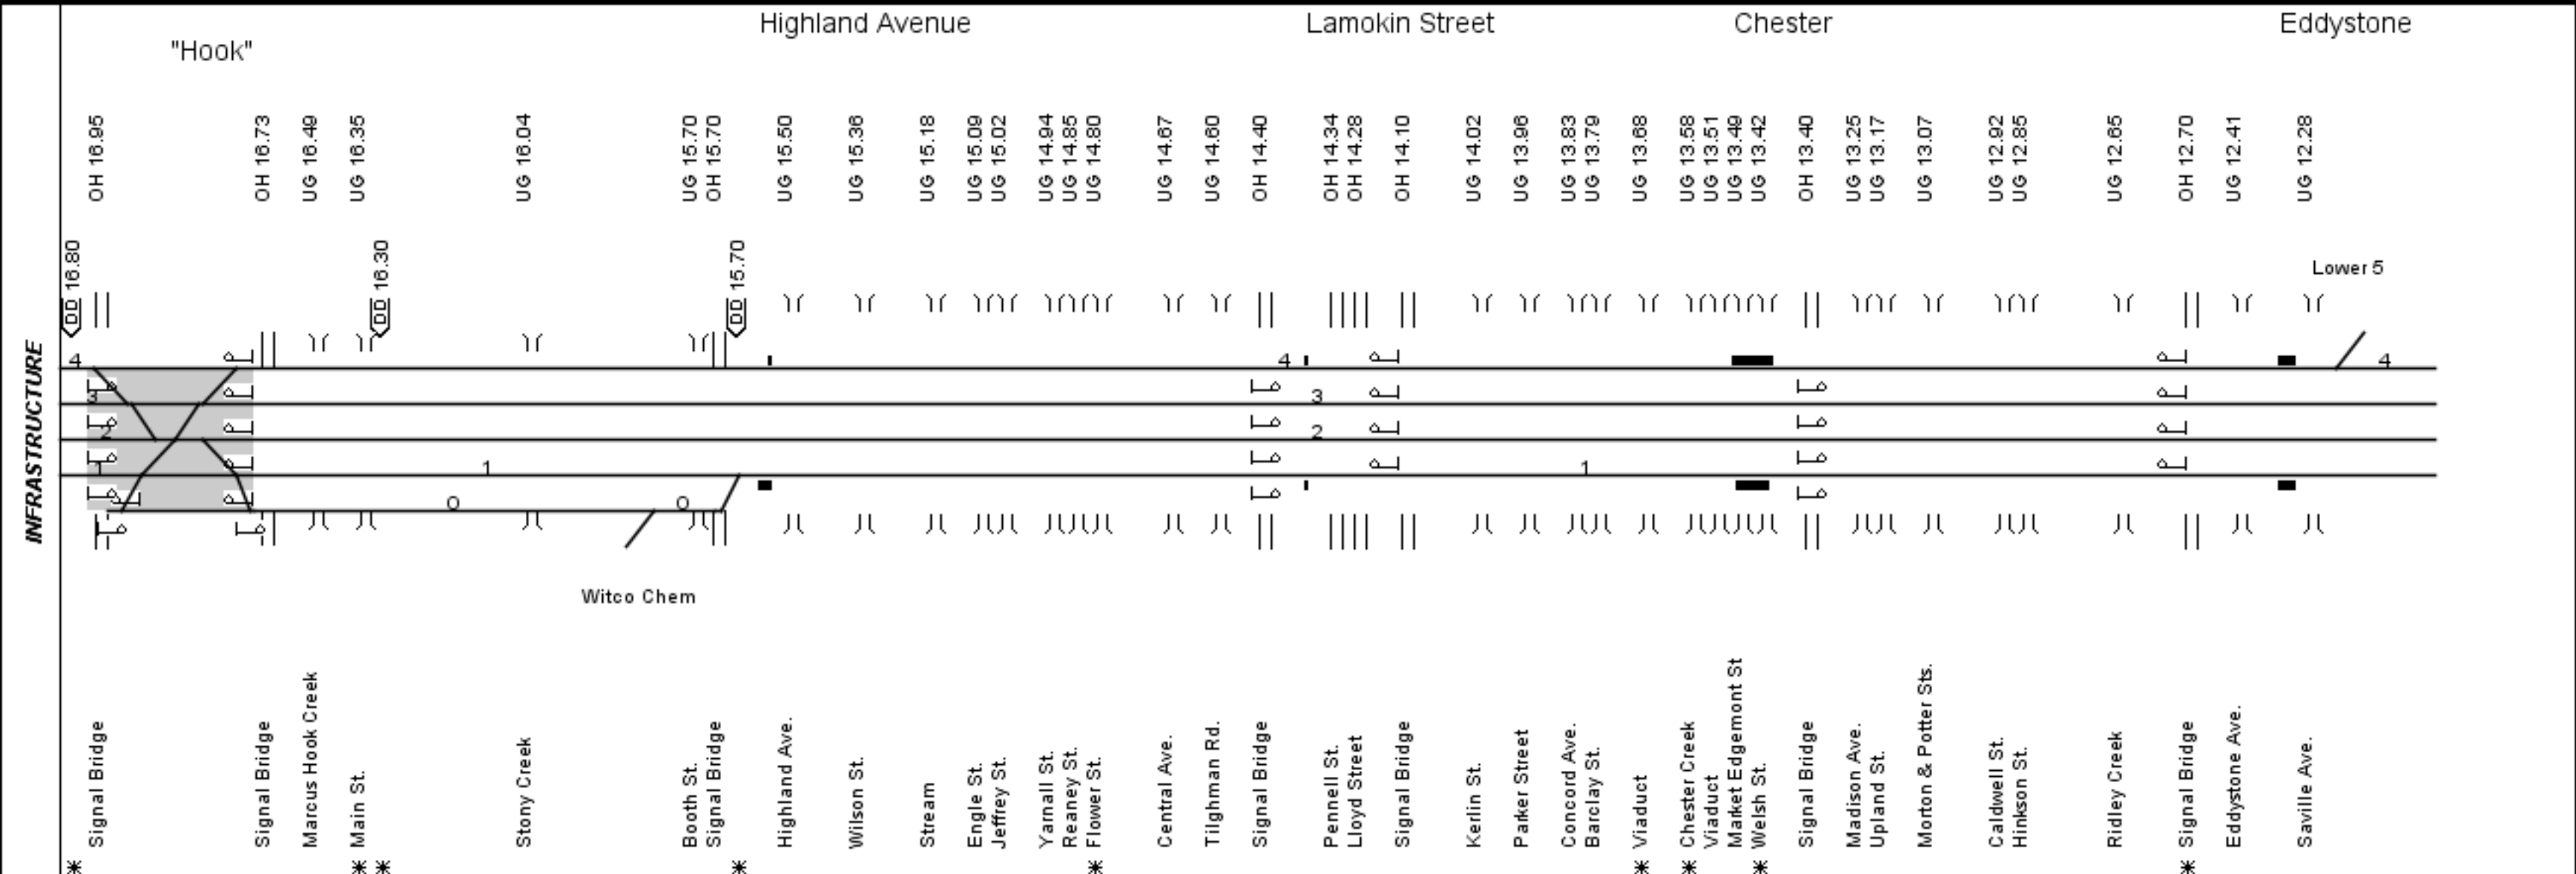 Highland Avenue
Lamokin Street
Chester
Eddystone
"Hook"
OH 16.95
OH 16.73
UG 16.49
UG 16.35
UG 16.04
UG 15.70
OH 15.70
UG 15.50
UG 15.36
UG 15.18
UG 15.09
UG 15.02
UG 14.94
UG 14.85
UG 14.80
UG 14.67
UG 14.60
OH 14.40
OH 14.34
OH 14.28
OH 14.10
UG 14.02
UG 13.96
UG 13.83
UG 13.79
UG 13.68
UG 13.58
UG 13.51
UG 13.49
UG 13.42
OH 13.40
UG 13.25
UG 13.17
UG 13.07
UG 12.92
UG 12.85
UG 12.65
OH 12.70
UG 12.41
UG 12.28
DD 16.80
DD 16.30
DD 15.70
Lower 5
INFRASTRUCTURE
4
4
4
3
3
2
2
1
1
1
0
0
Witco Chem
Signal Bridge
Signal Bridge
Marcus Hook Creek
Main St.
Stony Creek
Booth St.
Signal Bridge
Highland Ave.
Wilson St.
Stream
Engle St.
Jeffrey St.
Yarnall St.
Reaney St.
Flower St.
Central Ave.
Tilghman Rd.
Signal Bridge
Pennell St.
Lloyd Street
Signal Bridge
Kerlin St.
Parker Street
Concord Ave.
Barclay St.
Viaduct
Chester Creek
Viaduct
Market Edgemont St
Welsh St.
Signal Bridge
Madison Ave.
Upland St.
Morton & Potter Sts.
Caldwell St.
Hinkson St.
Ridley Creek
Signal Bridge
Eddystone Ave.
Saville Ave.
* * * * * * * * *